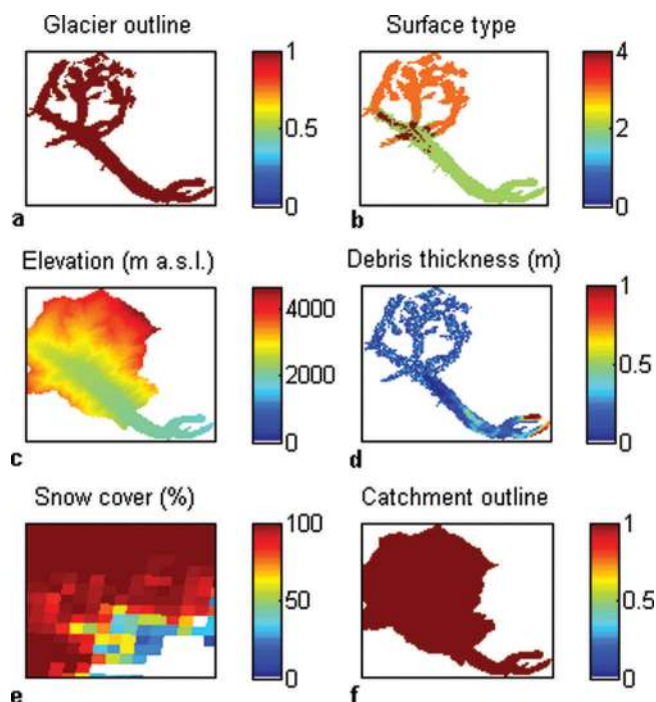 Glacier outline
1
0.5
0
a
Surface type
4
2
0
b
Elevation (m a.s.l.)
4000
2000
0
c
Debris thickness (m)
1
0.5
0
d
Snow cover (%)
100
50
0
e
Catchment outline
1
0.5
0
f